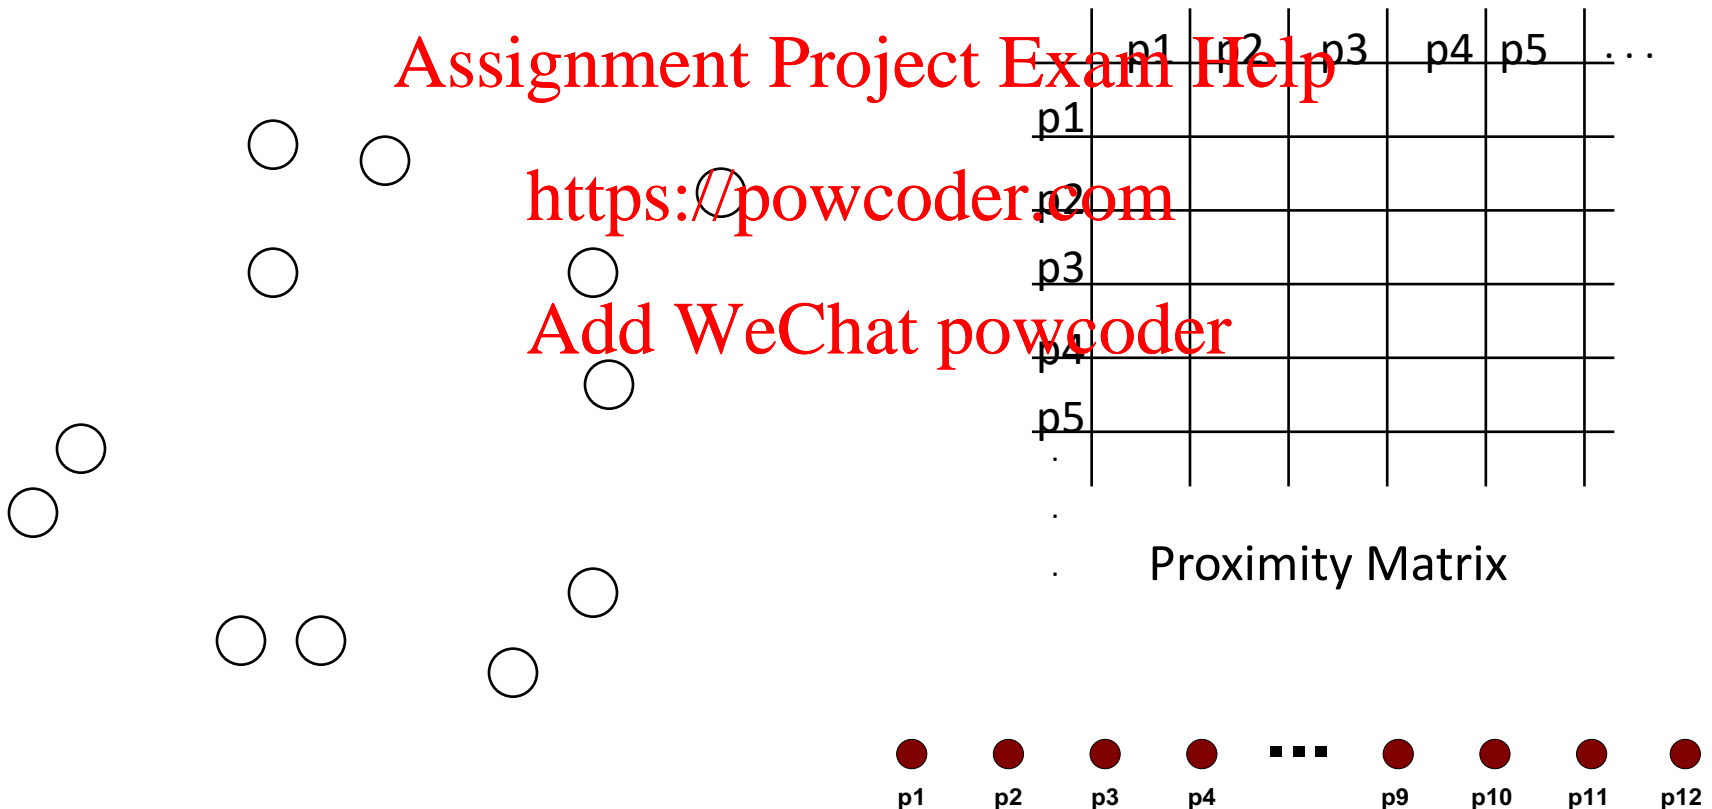 Assignment Project Exam Help
p1 p2 p3 p4 p5 . . .
p1
https://powcoder.com
p2
p3
Add WeChat powcoder
p4
p5
.
.
.
Proximity Matrix
...
p1 p2 p3 p4 p9 p10 p11 p12